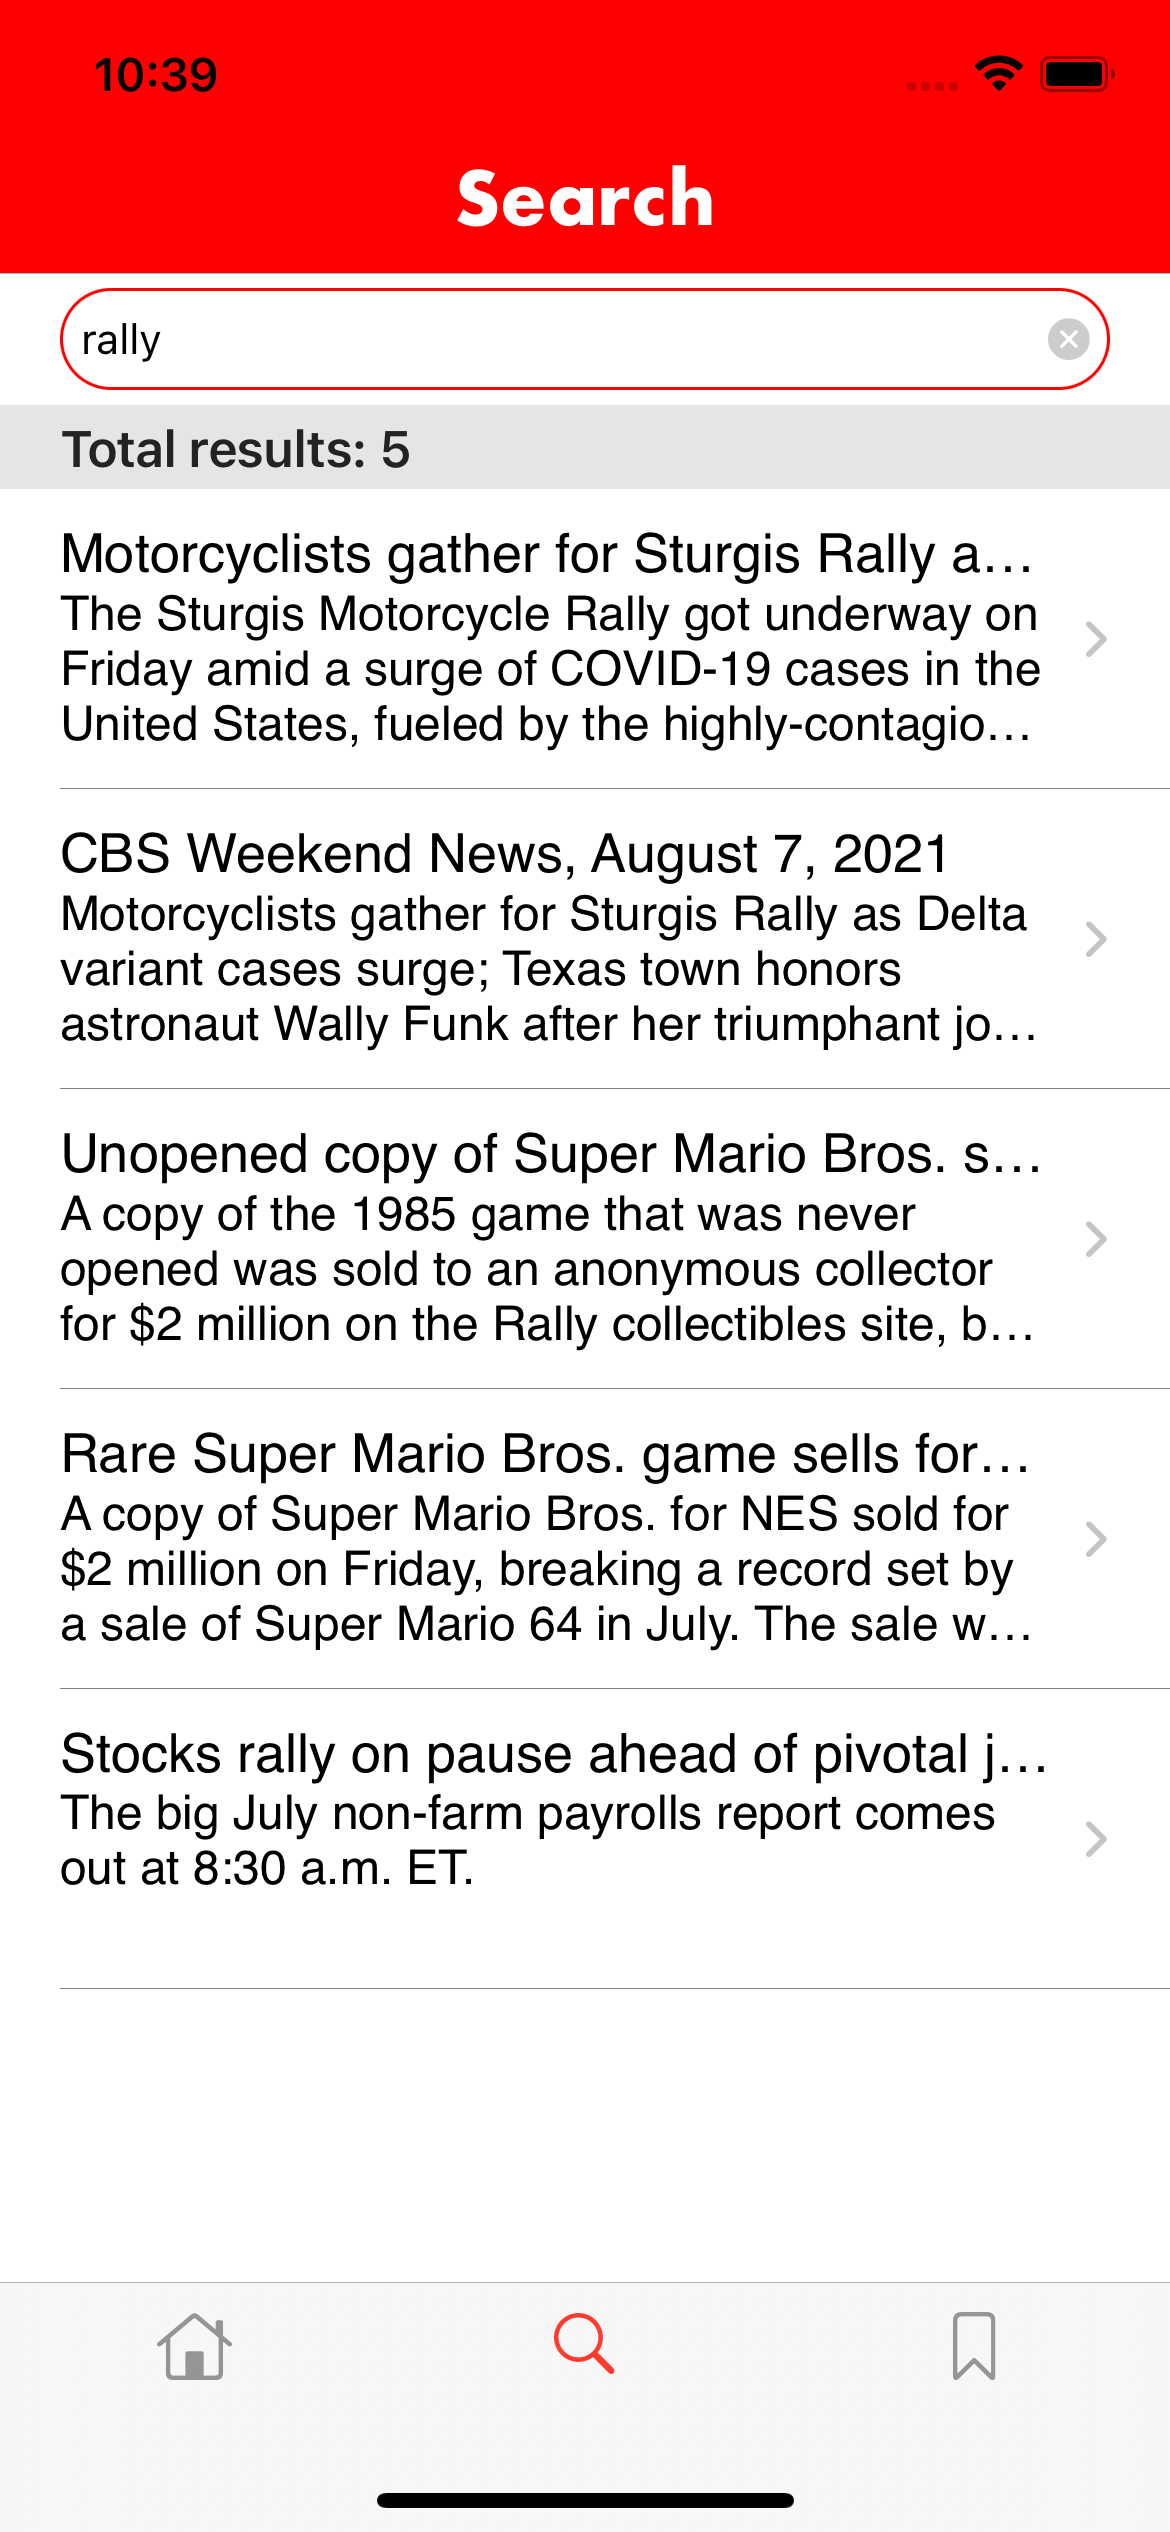 10:39
Search
rally
Total results: 5
Motorcyclists gather for Sturgis Rally a...
The Sturgis Motorcycle Rally got underway on
Friday amid a surge of COVID-19 cases in the
United States, fueled by the highly-contagio...
CBS Weekend News, August 7, 2021
Motorcyclists gather for Sturgis Rally as Delta
variant cases surge; Texas town honors
astronaut Wally Funk after her triumphant jo...
Unopened copy of Super Mario Bros. s...
A copy of the 1985 game that was never
opened was sold to an anonymous collector
for $2 million on the Rally collectibles site, b...
Rare Super Mario Bros. game sells for...
A copy of Super Mario Bros. for NES sold for
$2 million on Friday, breaking a record set by
a sale of Super Mario 64 in July. The sale w...
Stocks rally on pause ahead of pivotal j...
The big July non-farm payrolls report comes
out at 8:30 a.m. ET.